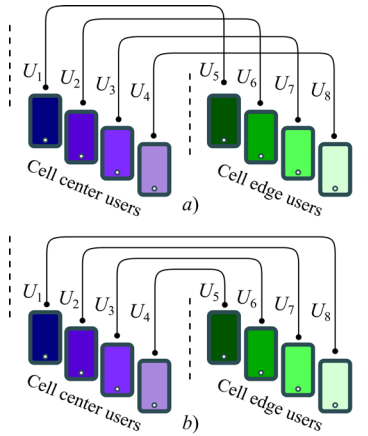 U1 U2 U3 U4 U5 U6 U7 U8
Cell center users
Cell edge users
a)
U1 U2 U3 U4 U5 U6 U7 U8
Cell center users
Cell edge users
b)